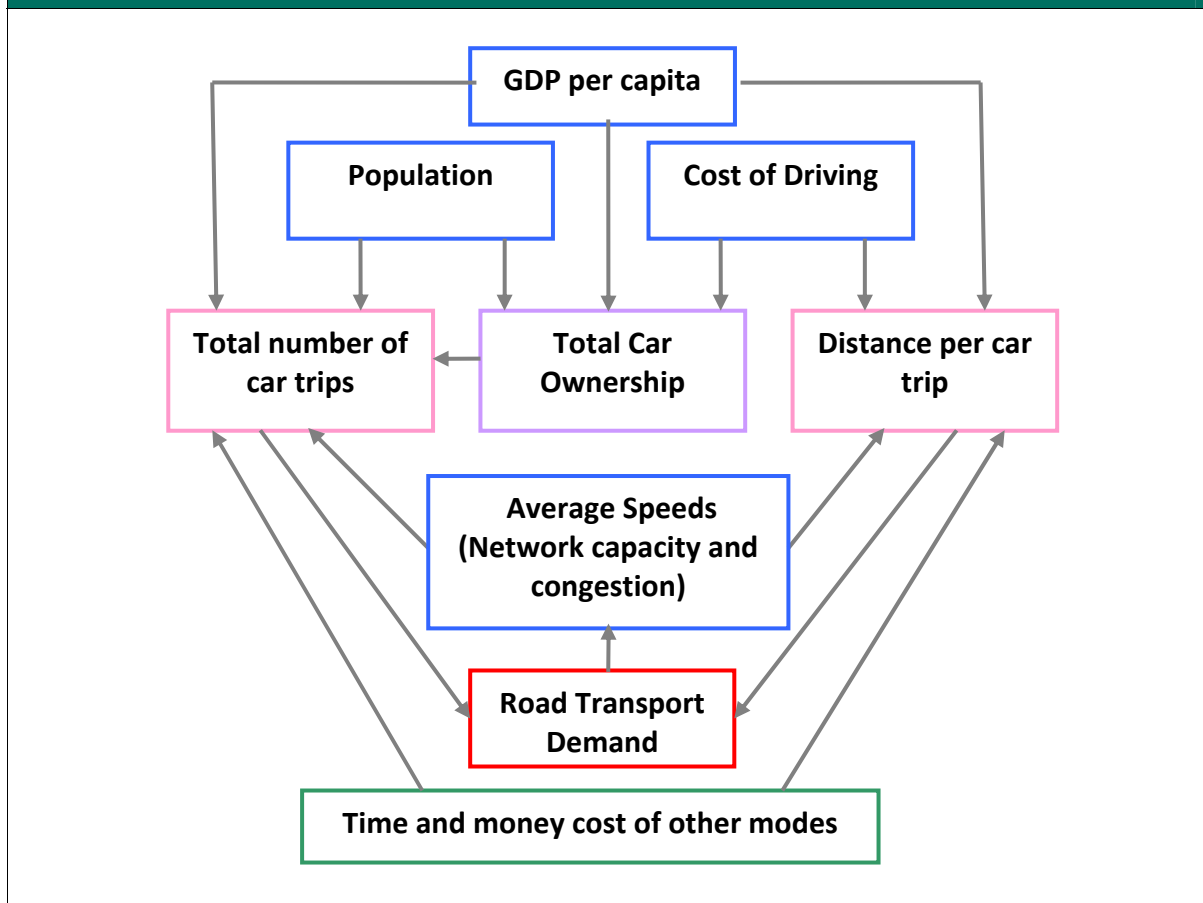 GDP per capita
Population
Cost of Driving
Total number of
car trips
Total Car
Ownership
Distance per car
trip
Average Speeds
(Network capacity and
congestion)
Road Transport
Demand
Time and money cost of other modes